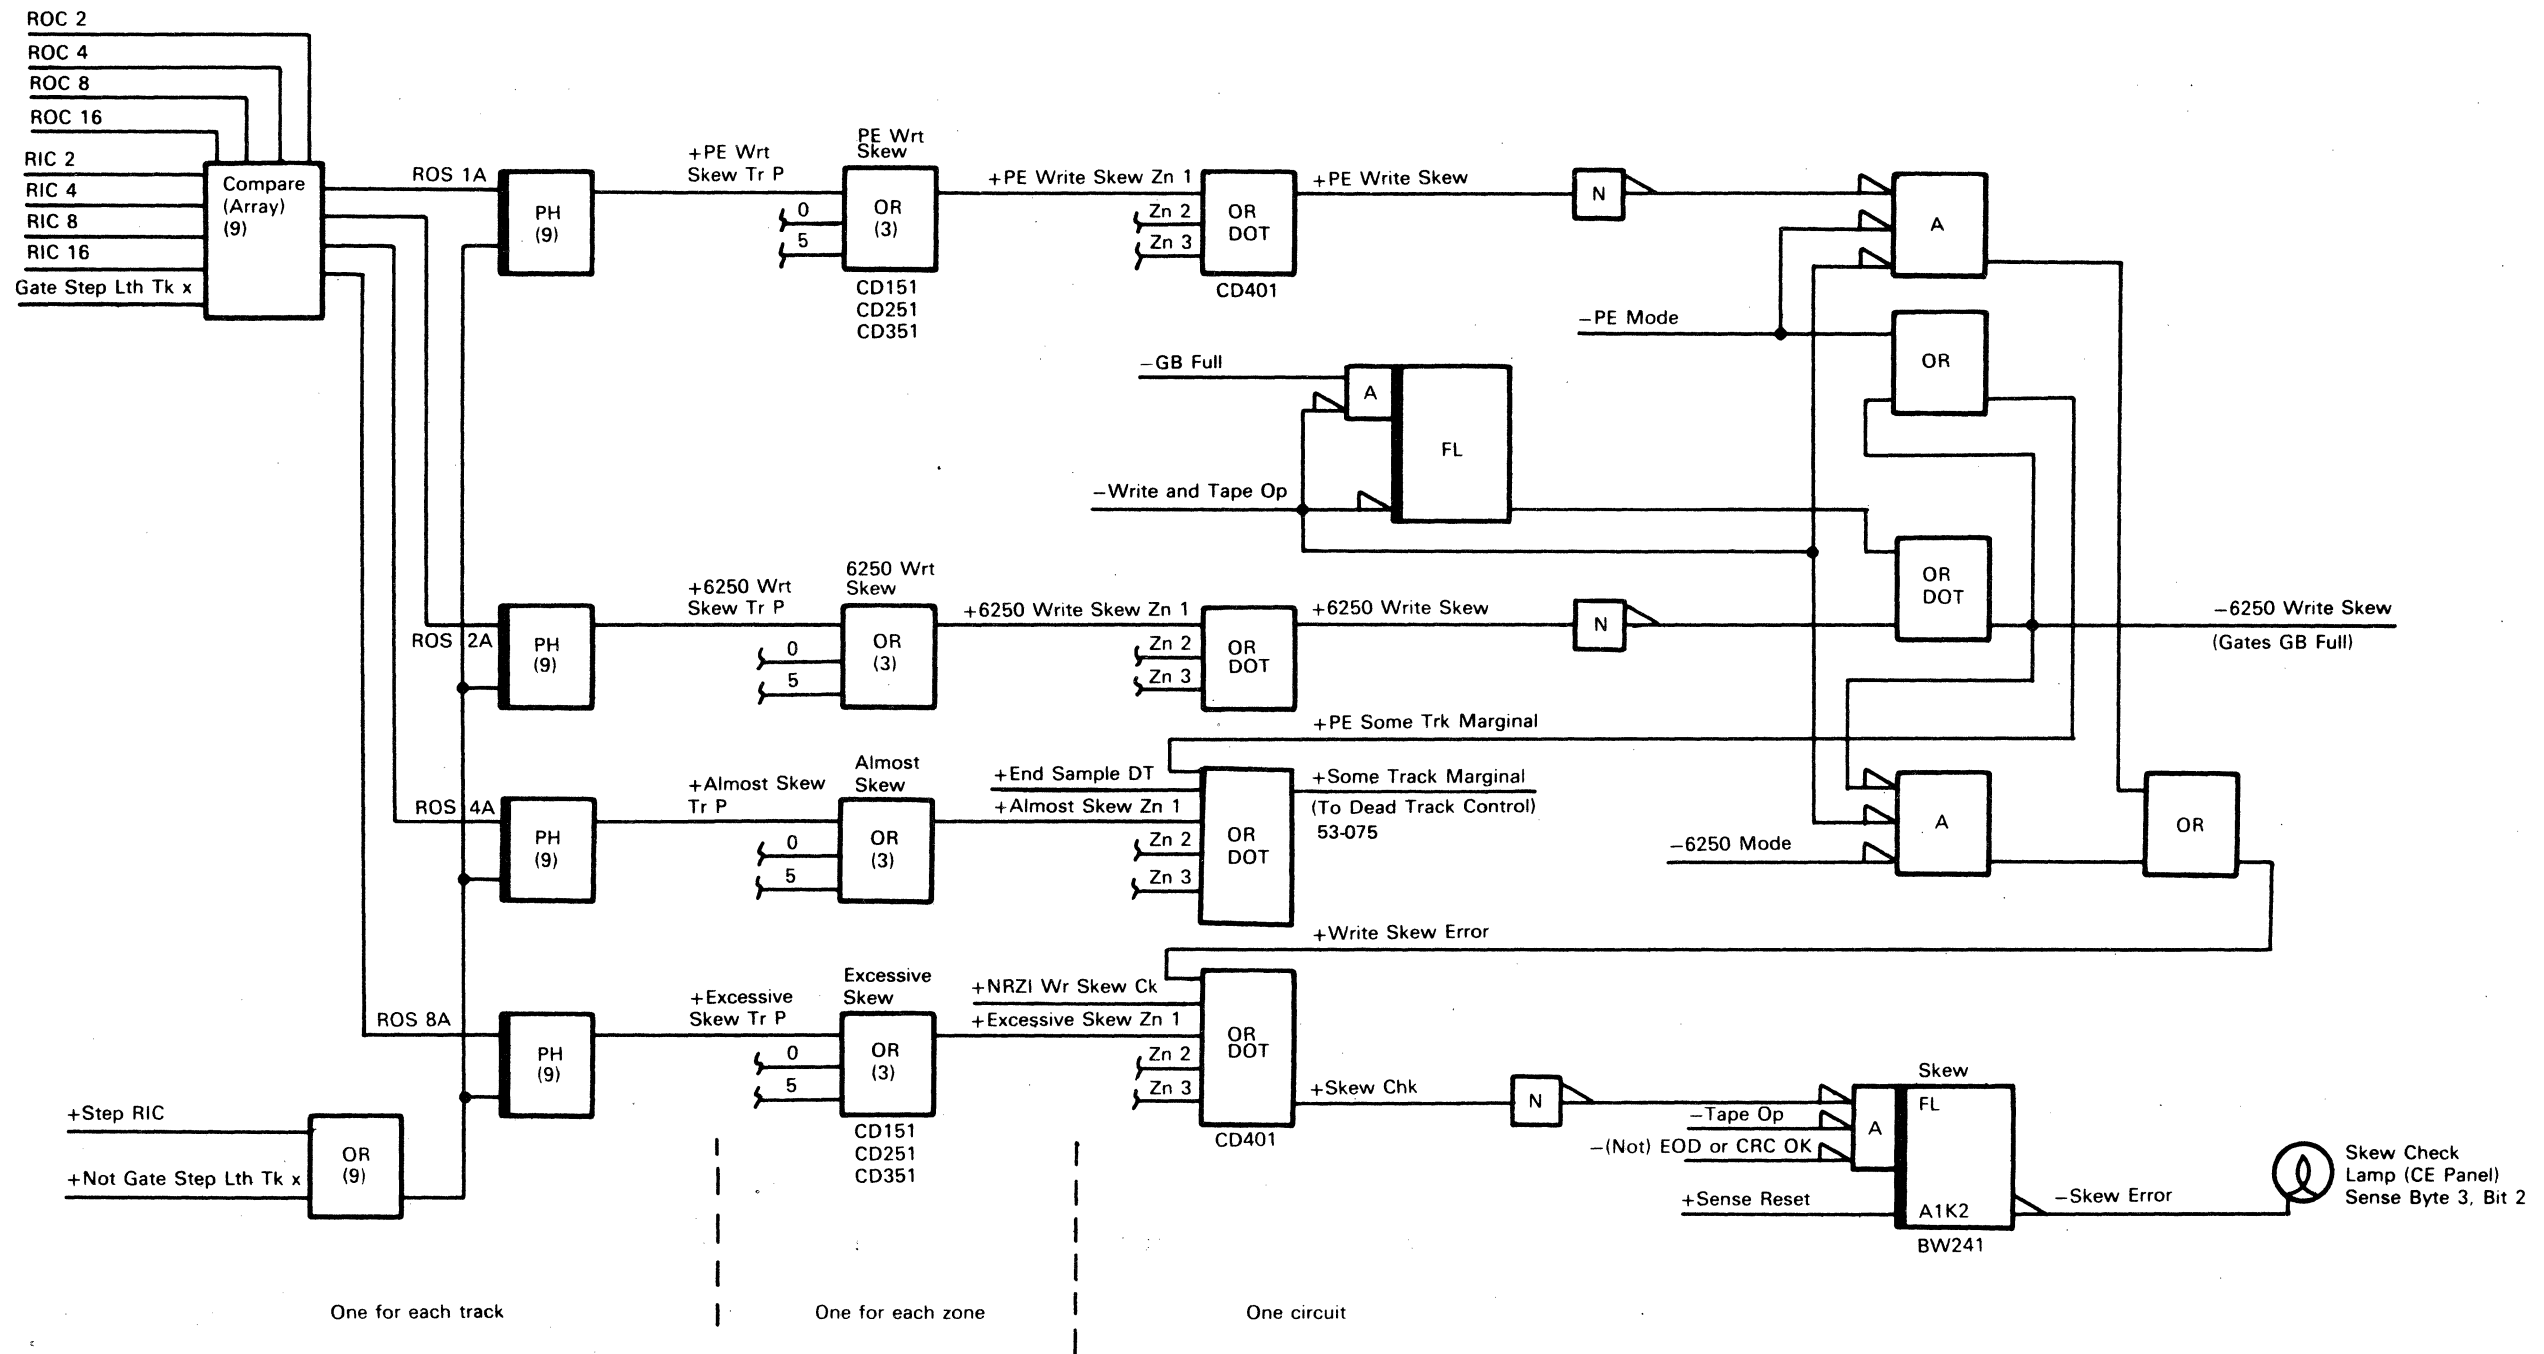 ROC 2
ROC 4
ROC 8
ROC 16
RIC 2
RIC 4
RIC 8
RIC 16
Gate Step Lth Tk x
Compare
(Array)
(9)
ROS 1A
PH
(9)
+PE Wrt
Skew Tr P
0
5
PE Wrt
Skew
OR
(3)
CD151
CD251
CD351
+PE Write Skew Zn 1
Zn 2
Zn 3
OR
DOT
CD401
+PE Write Skew
N
A
−PE Mode
OR
−GB Full
A
FL
−Write and Tape Op
OR
DOT
−6250 Write Skew
(Gates GB Full)
ROS 2A
PH
(9)
+6250 Wrt
Skew Tr P
0
5
6250 Wrt
Skew
OR
(3)
+6250 Write Skew Zn 1
Zn 2
Zn 3
OR
DOT
+6250 Write Skew
N
+PE Some Trk Marginal
ROS 4A
PH
(9)
+Almost Skew
Tr P
0
5
Almost
Skew
OR
(3)
+End Sample DT
+Almost Skew Zn 1
Zn 2
Zn 3
OR
DOT
+Some Track Marginal
(To Dead Track Control)
53-075
−6250 Mode
A
OR
+Write Skew Error
ROS 8A
PH
(9)
+Excessive
Skew Tr P
0
5
Excessive
Skew
OR
(3)
CD151
CD251
CD351
+NRZI Wr Skew Ck
+Excessive Skew Zn 1
Zn 2
Zn 3
OR
DOT
CD401
+Skew Chk
N
−Tape Op
−(Not) EOD or CRC OK
+Sense Reset
A
Skew
FL
A1K2
BW241
−Skew Error
Skew Check
Lamp (CE Panel)
Sense Byte 3, Bit 2
+Step RIC
+Not Gate Step Lth Tk x
OR
(9)
One for each track
One for each zone
One circuit